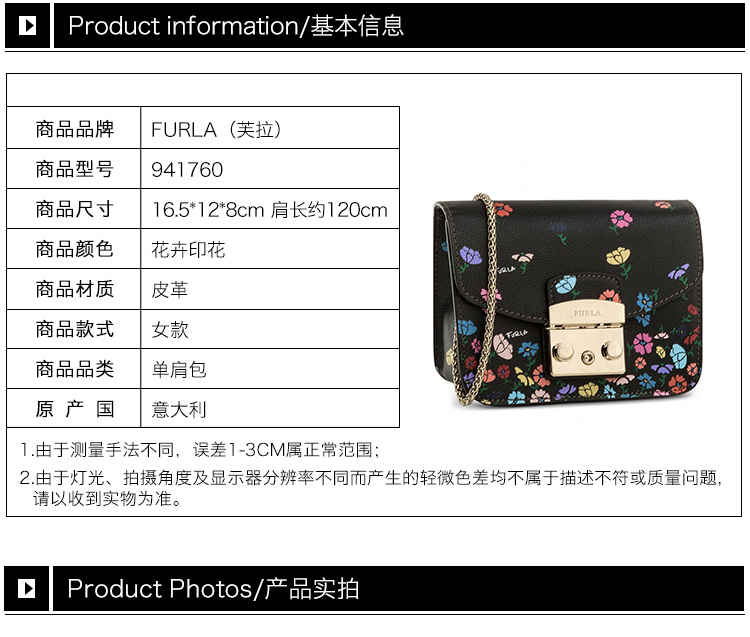 Product information/基本信息
商品品牌 FURLA（芙拉）
商品型号 941760
商品尺寸 16.5*12*8cm 肩长约120cm
商品颜色 花卉印花
商品材质 皮革
商品款式 女款
商品品类 单肩包
原 产 国 意大利
FURLA
FURLA
FURLA
1.由于测量手法不同，误差1-3CM属正常范围；
2.由于灯光、拍摄角度及显示器分辨率不同而产生的轻微色差均不属于描述不符或质量问题，
请以收到实物为准。
Product Photos/产品实拍